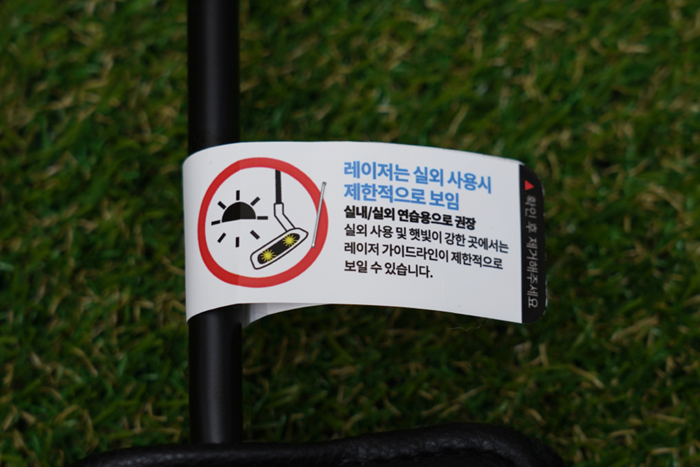 레이저는 실외 사용시
제한적으로 보임
실내/실외 연습용으로 권장
실외 사용 및 햇빛이 강한 곳에서는
레이저 가이드라인이 제한적으로
보일 수 있습니다.
▲ 확인 후 제거해주세요